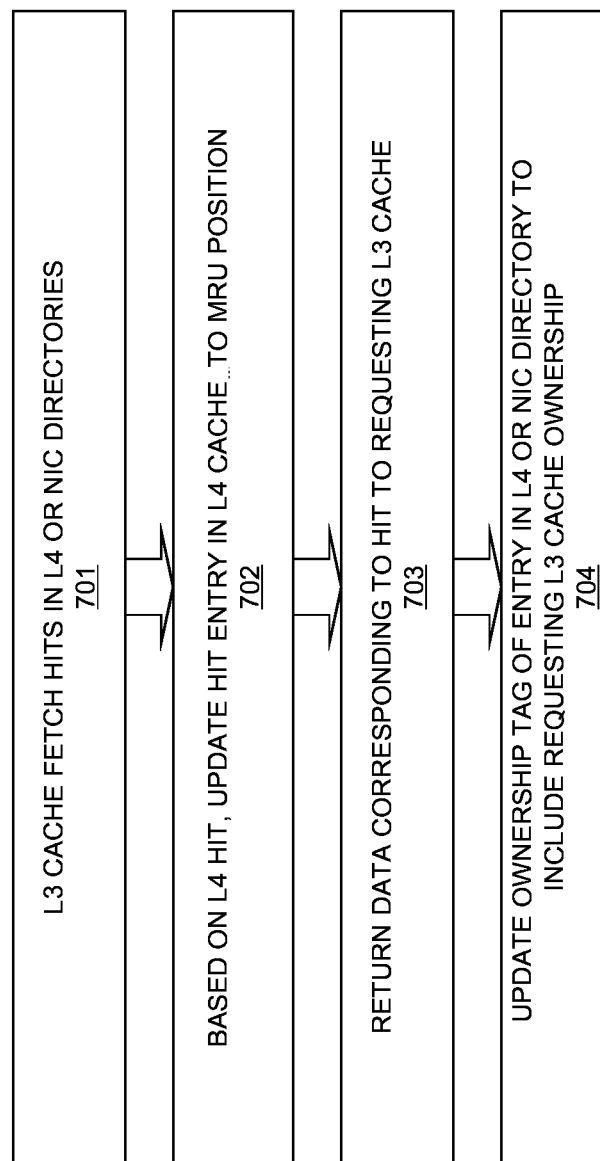 L3 CACHE FETCH HITS IN L4 OR NIC DIRECTORIES
701
BASED ON L4 HIT, UPDATE HIT ENTRY IN L4 CACHE TO MRU POSITION
702
RETURN DATA CORRESPONDING TO HIT TO REQUESTING L3 CACHE
703
UPDATE OWNERSHIP TAG OF ENTRY IN L4 OR NIC DIRECTORY TO
INCLUDE REQUESTING L3 CACHE OWNERSHIP
704